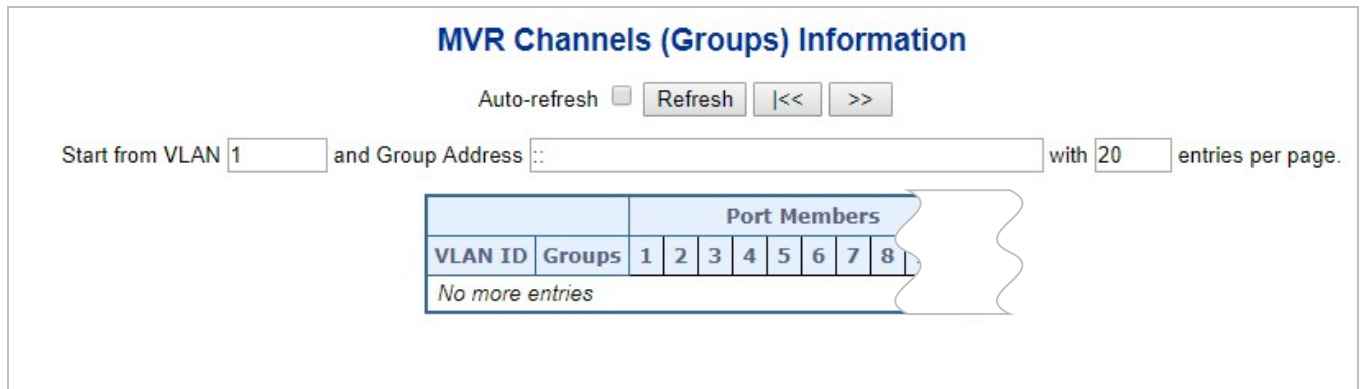 MVR Channels (Groups) Information
Auto-refresh Refresh |<< >>
Start from VLAN 1 and Group Address :: with 20 entries per page.
Port Members
VLAN ID Groups 1 2 3 4 5 6 7 8
No more entries